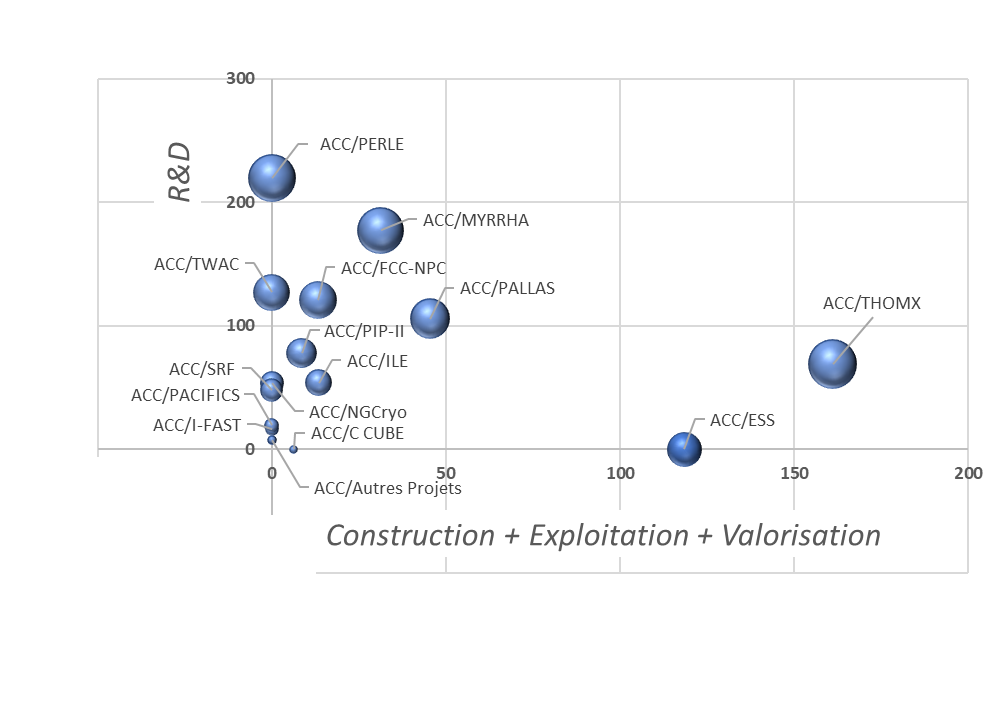 300
ACC/PERLE
R&D
200
ACC/MYRRHA
ACC/TWAC
ACC/FCC-NPC
ACC/PALLAS
ACC/THOMX
100
ACC/PIP-II
ACC/ILE
ACC/SRF
ACC/PACIFICS
ACC/NGCryo
ACC/I-FAST
ACC/C CUBE
ACC/ESS
0
0
50
100
150
200
ACC/Autres Projets
Construction + Exploitation + Valorisation